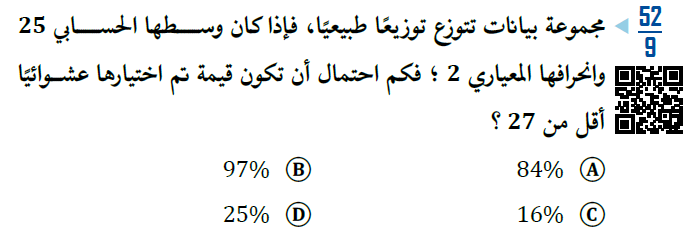 52
9
مجموعة بيانات تتوزع توزيعًا طبيعيًا، فإذا كان وسطها الحسابي 25
وانحرافها المعياري 2 ؛ فكم احتمال أن تكون قيمة تم اختيارها عشوائيًا
أقل من 27 ؟
A 84%
B 97%
C 16%
D 25%